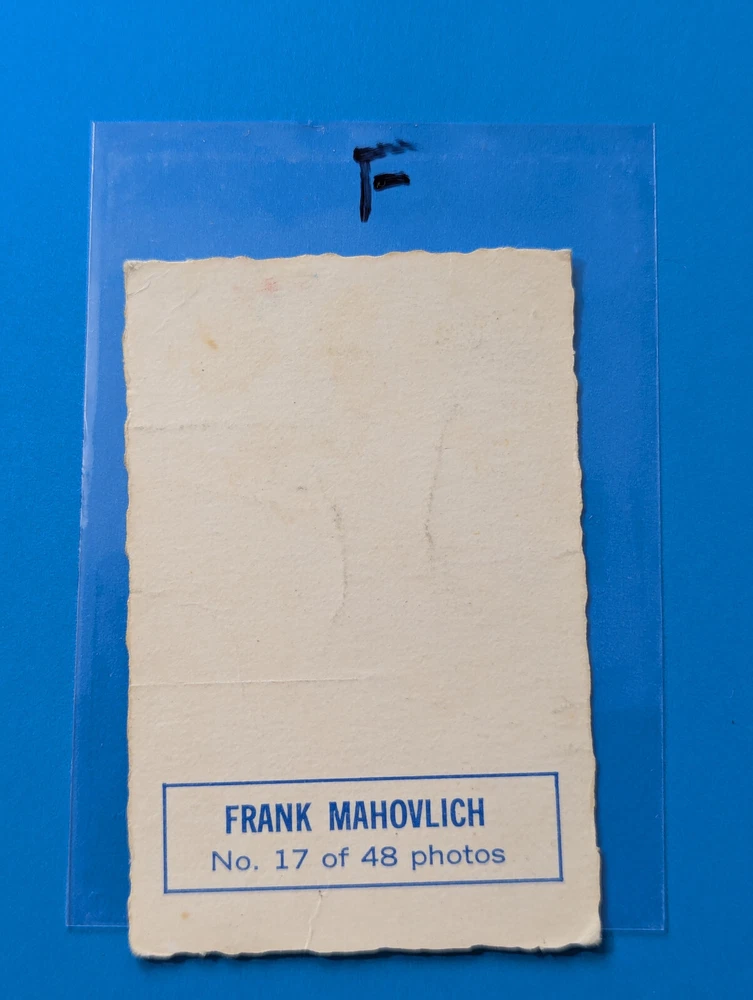 F
FRANK MAHOVLICH
No. 17 of 48 photos